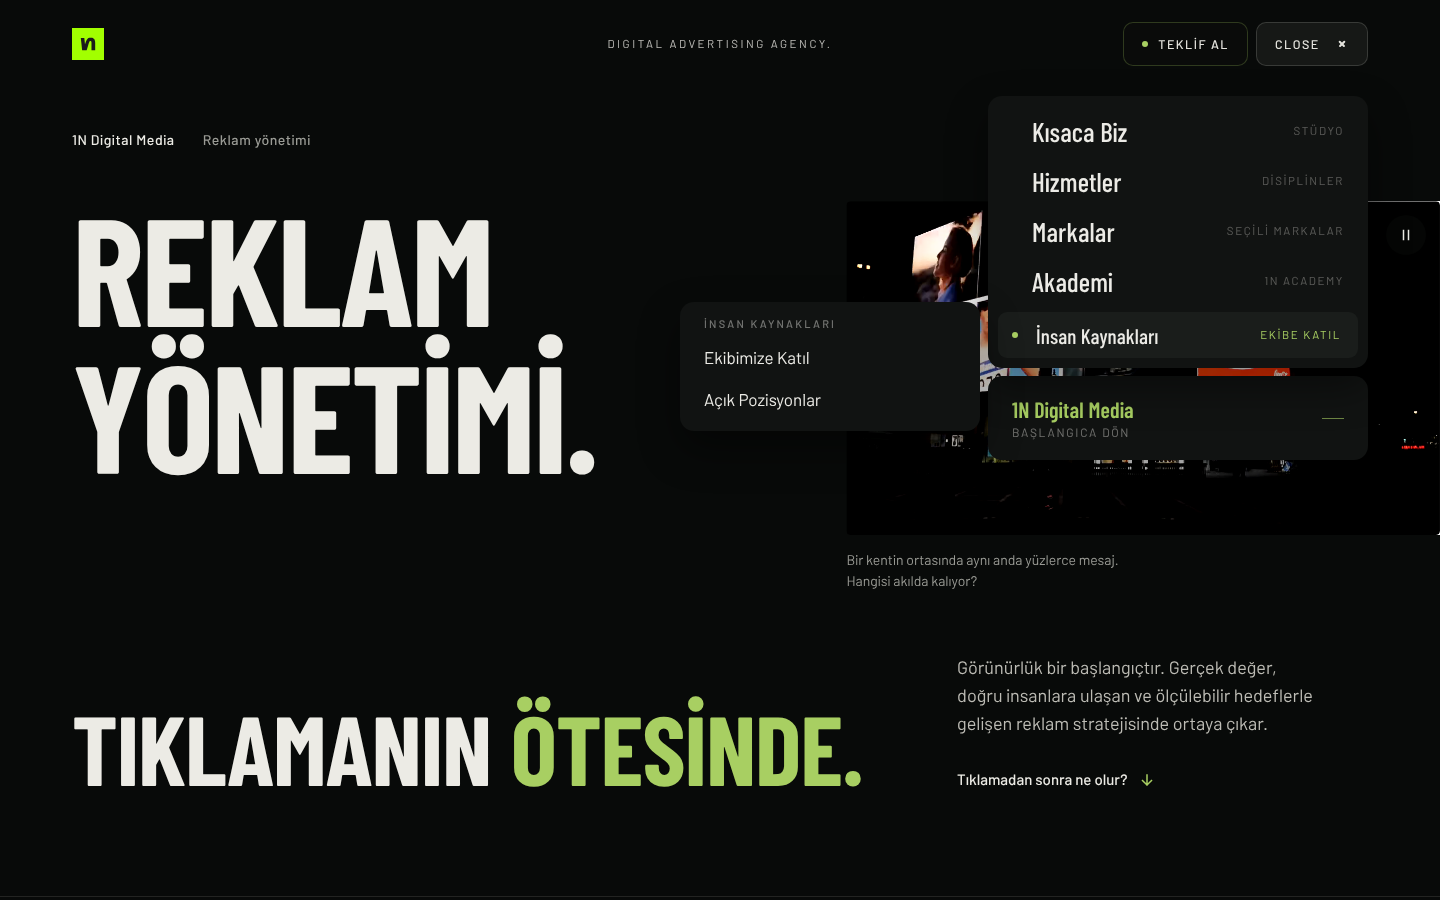 n
DIGITAL ADVERTISING AGENCY.
TEKLİF AL
CLOSE ×
1N Digital Media
Reklam yönetimi
Kısaca Biz
STÜDYO
Hizmetler
DİSİPLİNLER
Markalar
SEÇİLİ MARKALAR
Akademi
1N ACADEMY
İnsan Kaynakları
EKİBE KATIL
REKLAM
YÖNETİMİ.
İNSAN KAYNAKLARI
Ekibimize Katıl
Açık Pozisyonlar
1N Digital Media
BAŞLANGICA DÖN
Bir kentin ortasında aynı anda yüzlerce mesaj.
Hangisi akılda kalıyor?
TIKLAMANIN ÖTESİNDE.
Görünürlük bir başlangıçtır. Gerçek değer,
doğru insanlara ulaşan ve ölçülebilir hedeflerle
gelişen reklam stratejisinde ortaya çıkar.
Tıklamadan sonra ne olur? ↓